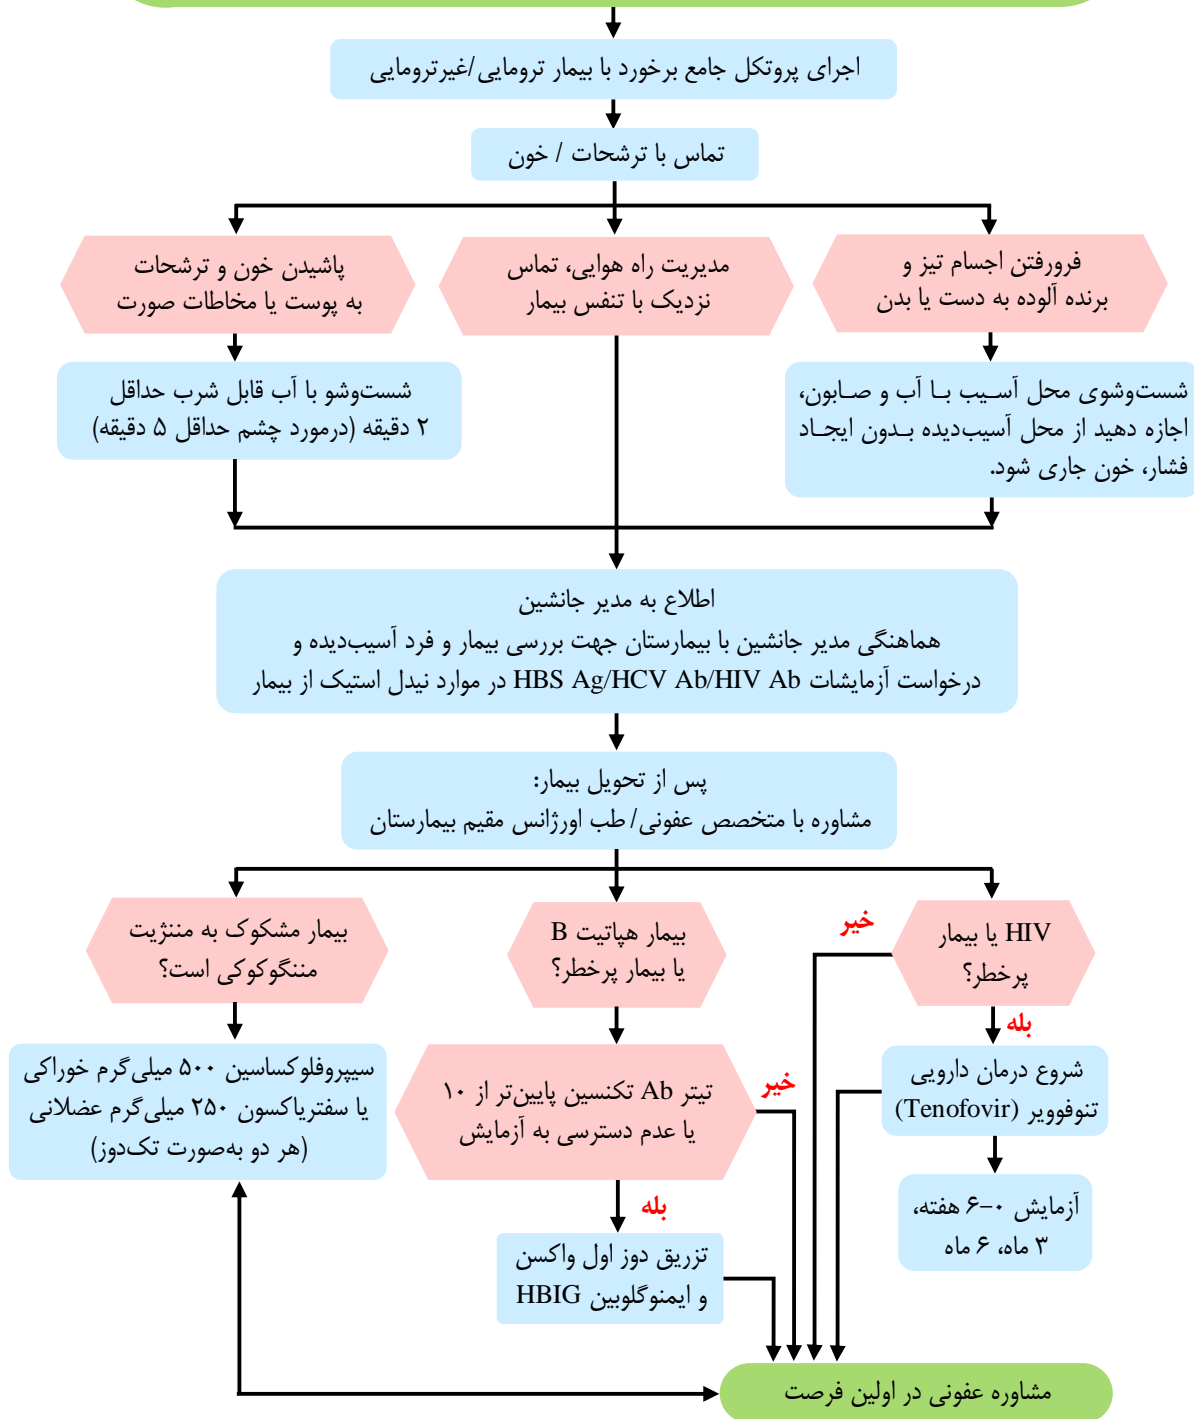 اجرای پروتکل جامع برخورد با بیمار ترومایی/غیرترومایی
تماس با ترشحات / خون
فرورفتن اجسام تیز و
برنده آلوده به دست یا بدن
مدیریت راه هوایی، تماس
نزدیک با تنفس بیمار
پاشیدن خون و ترشحات
به پوست یا مخاطات صورت
شست‌وشوی محل آسیب با آب و صابون،
اجازه دهید از محل آسیب‌دیده بدون ایجاد
فشار، خون جاری شود.
شست‌وشو با آب قابل شرب حداقل
۲ دقیقه (درمورد چشم حداقل ۵ دقیقه)
اطلاع به مدیر جانشین
هماهنگی مدیر جانشین با بیمارستان جهت بررسی بیمار و فرد آسیب‌دیده و
درخواست آزمایشات HBS Ag/HCV Ab/HIV Ab در موارد نیدل استیک از بیمار
پس از تحویل بیمار:
مشاوره با متخصص عفونی/ طب اورژانس مقیم بیمارستان
HIV یا بیمار
پرخطر؟
خیر
بیمار هپاتیت B
یا بیمار پرخطر؟
بیمار مشکوک به مننژیت
مننگوکوکی است؟
بله
شروع درمان دارویی
تنوفوویر (Tenofovir)
خیر
تیتر Ab تکنسین پایین‌تر از ۱۰
یا عدم دسترسی به آزمایش
سیپروفلوکساسین ۵۰۰ میلی‌گرم خوراکی
یا سفتریاکسون ۲۵۰ میلی‌گرم عضلانی
(هر دو به‌صورت تک‌دوز)
آزمایش ۰–۶ هفته،
۳ ماه، ۶ ماه
بله
تزریق دوز اول واکسن
و ایمنوگلوبین HBIG
مشاوره عفونی در اولین فرصت